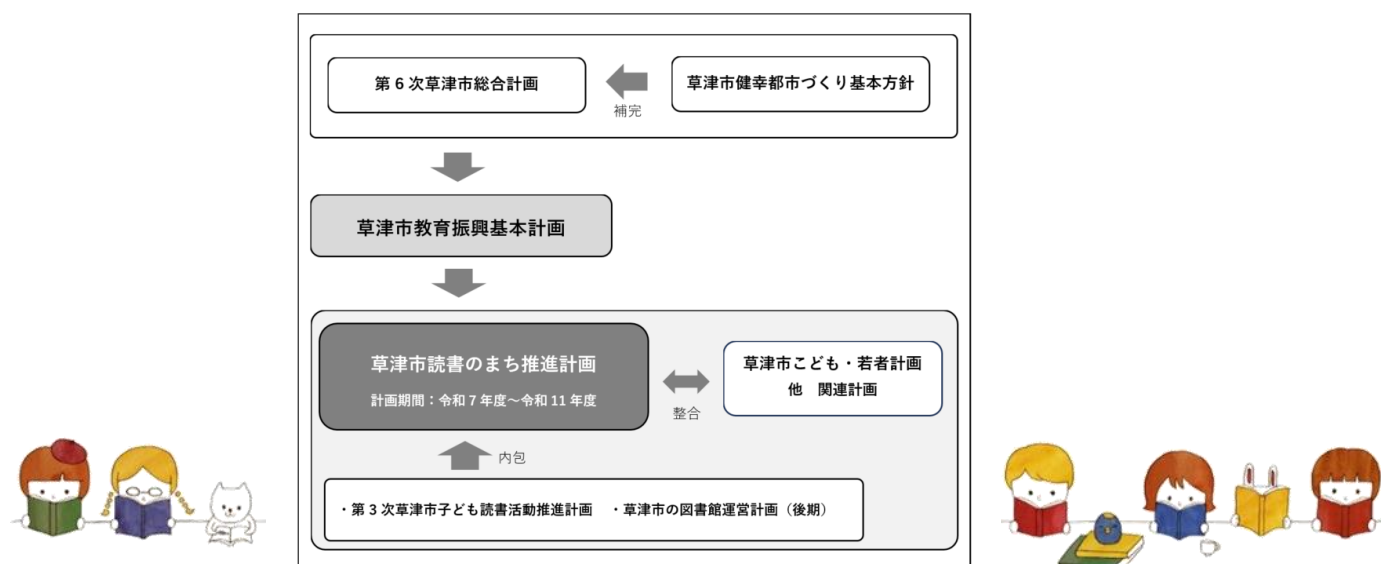 第6次草津市総合計画
補完
草津市健幸都市づくり基本方針
草津市教育振興基本計画
草津市読書のまち推進計画
計画期間：令和7年度～令和11年度
整合
草津市こども・若者計画
他　関連計画
内包
・第3次草津市子ども読書活動推進計画　・草津市の図書館運営計画（後期）